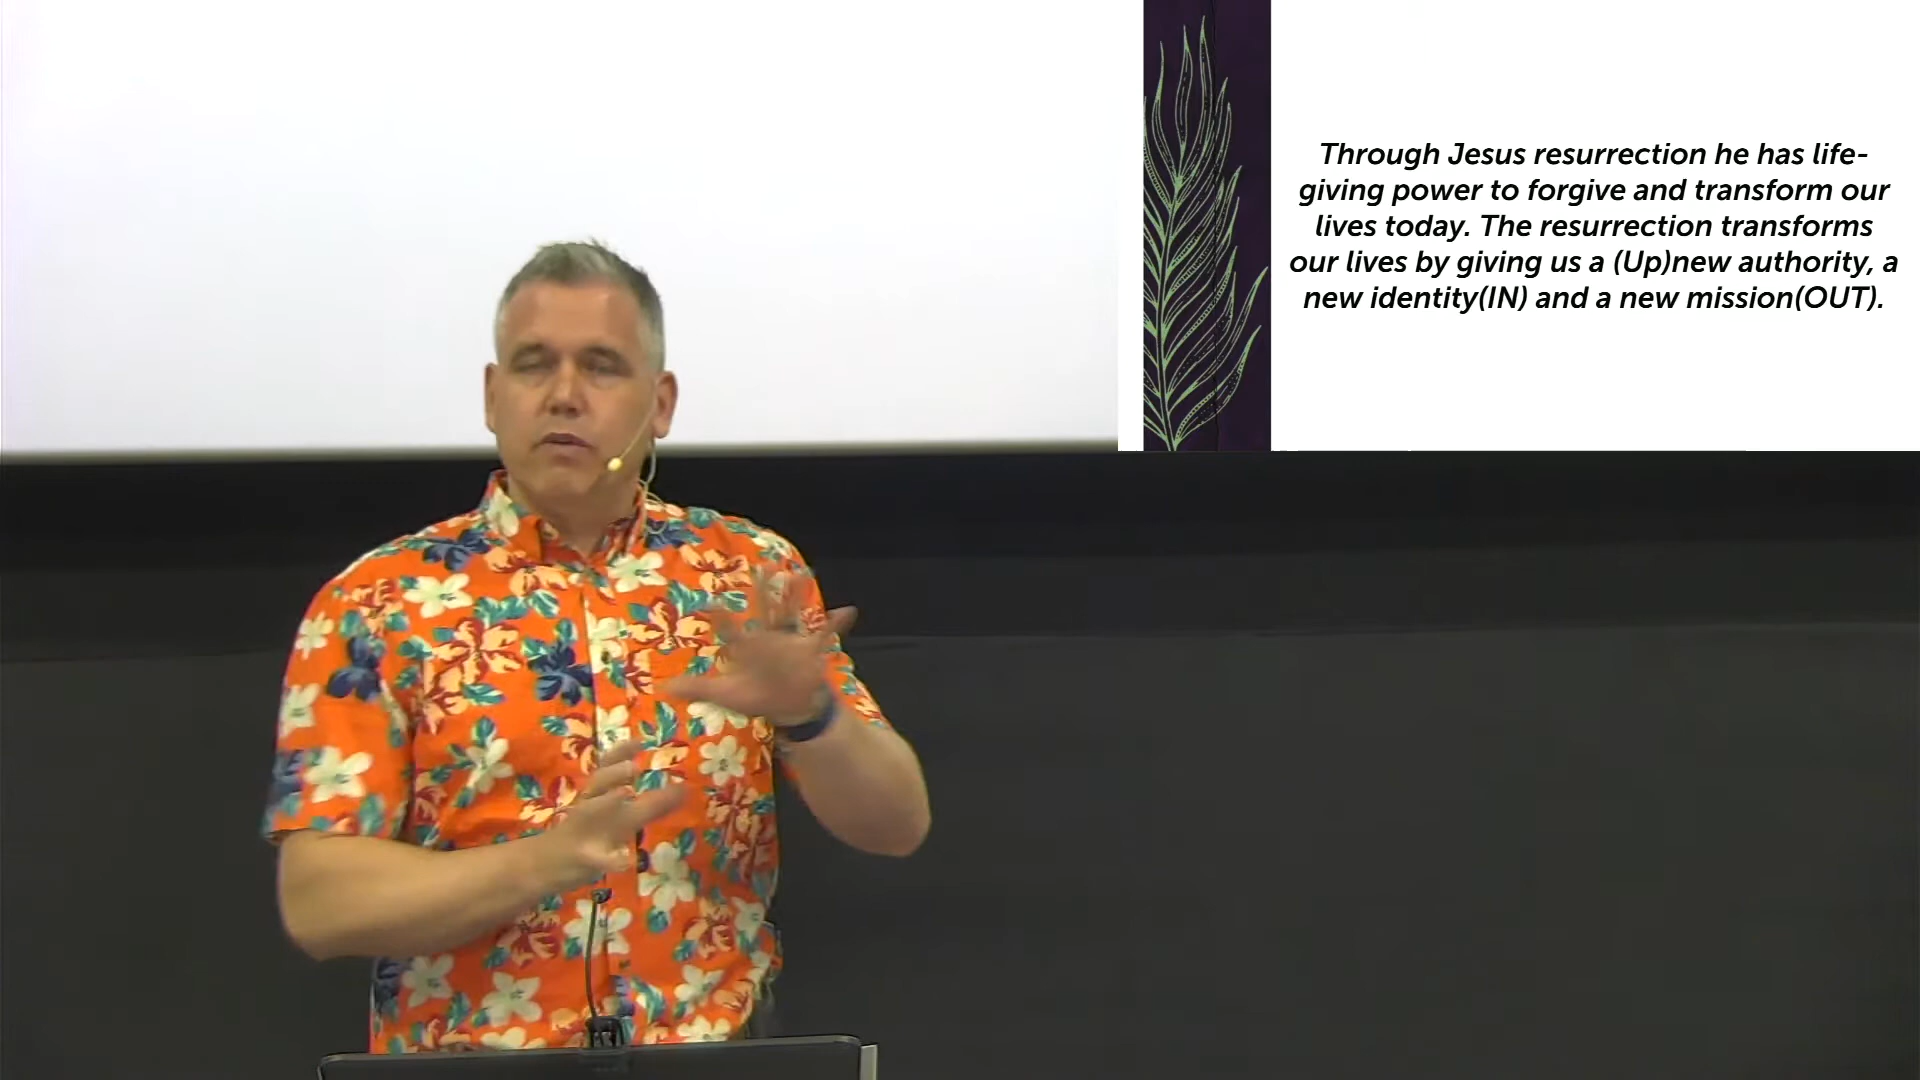 Through Jesus resurrection he has life-
giving power to forgive and transform our
lives today. The resurrection transforms
our lives by giving us a (Up)new authority, a
new identity(IN) and a new mission(OUT).